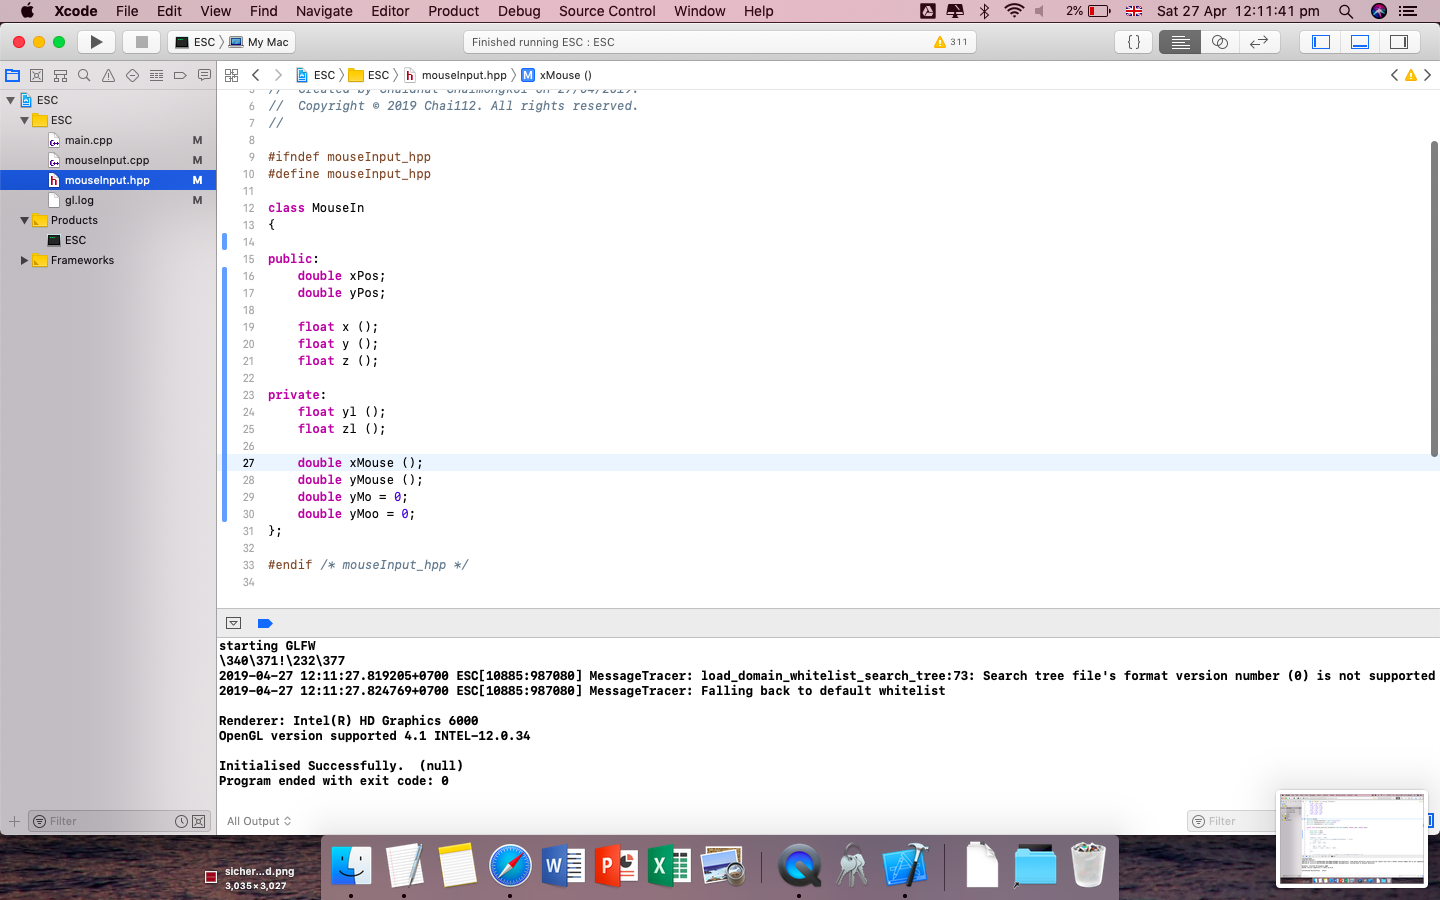 Xcode File Edit View Find Navigate Editor Product Debug Source Control Window Help 2% Sat 27 Apr 12:11:41 pm
ESC 〉 My Mac Finished running ESC : ESC 311 { }
ESC 〉 ESC 〉 h mouseInput.hpp 〉 M xMouse ()
ESC
ESC
main.cpp M
mouseInput.cpp M
h mouseInput.hpp M
gl.log M
Products
ESC
Frameworks
Filter
5 // Created by Chaidhat Chaimongkol on 27/04/2019.
6 // Copyright © 2019 Chai112. All rights reserved.
7 //
8
9 #ifndef mouseInput_hpp
10 #define mouseInput_hpp
11
12 class MouseIn
13 {
14
15 public:
16 double xPos;
17 double yPos;
18
19 float x ();
20 float y ();
21 float z ();
22
23 private:
24 float yl ();
25 float zl ();
26
27 double xMouse ();
28 double yMouse ();
29 double yMo = 0;
30 double yMoo = 0;
31 };
32
33 #endif /* mouseInput_hpp */
34
starting GLFW
\340\371!\232\377
2019-04-27 12:11:27.819205+0700 ESC[10885:987080] MessageTracer: load_domain_whitelist_search_tree:73: Search tree file's format version number (0) is not supported
2019-04-27 12:11:27.824769+0700 ESC[10885:987080] MessageTracer: Falling back to default whitelist
Renderer: Intel(R) HD Graphics 6000
OpenGL version supported 4.1 INTEL-12.0.34
Initialised Successfully. (null)
Program ended with exit code: 0
All Output Filter
sicher...d.png
3,035 × 3,027
W P X